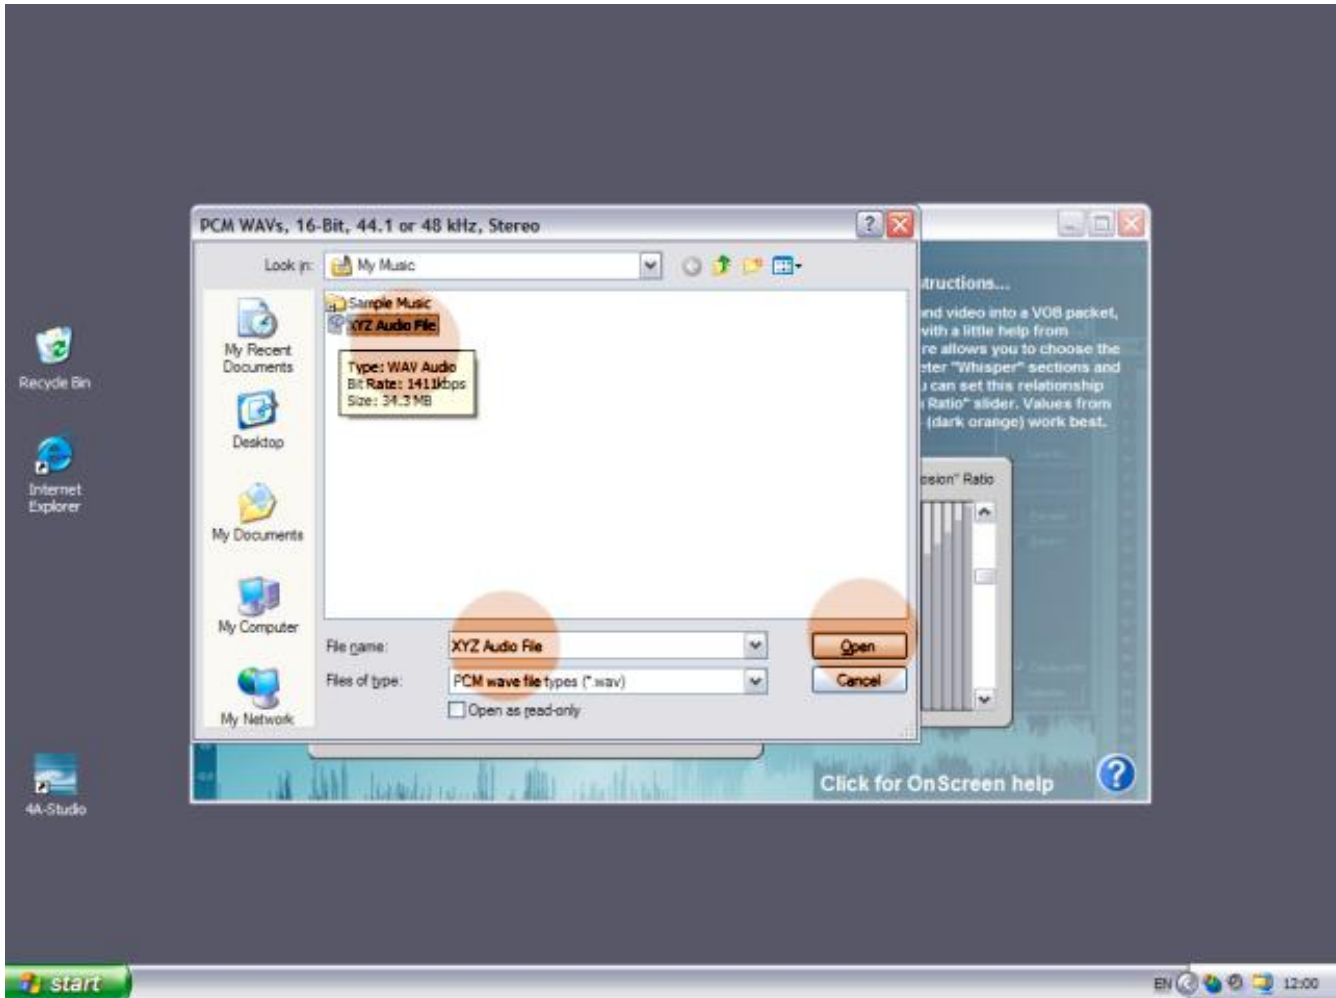 PCM WAVs, 16-Bit, 44.1 or 48 kHz, Stereo
Look in:
My Music
Sample Music
XYZ Audio File
Type: WAV Audio
Bit Rate: 1411kbps
Size: 34.3 MB
My Recent
Documents
Desktop
My Documents
My Computer
My Network
File name:
XYZ Audio File
Open
Files of type:
PCM wave file types (*.wav)
Cancel
Open as read-only
tructions...
nd video into a VOB packet,
with a little help from
re allows you to choose the
eter "Whisper" sections and
u can set this relationship
Ratio" slider. Values from
(dark orange) work best.
osion" Ratio
Click for OnScreen help
Recycle Bin
Internet
Explorer
4A-Studio
start
EN
12:00